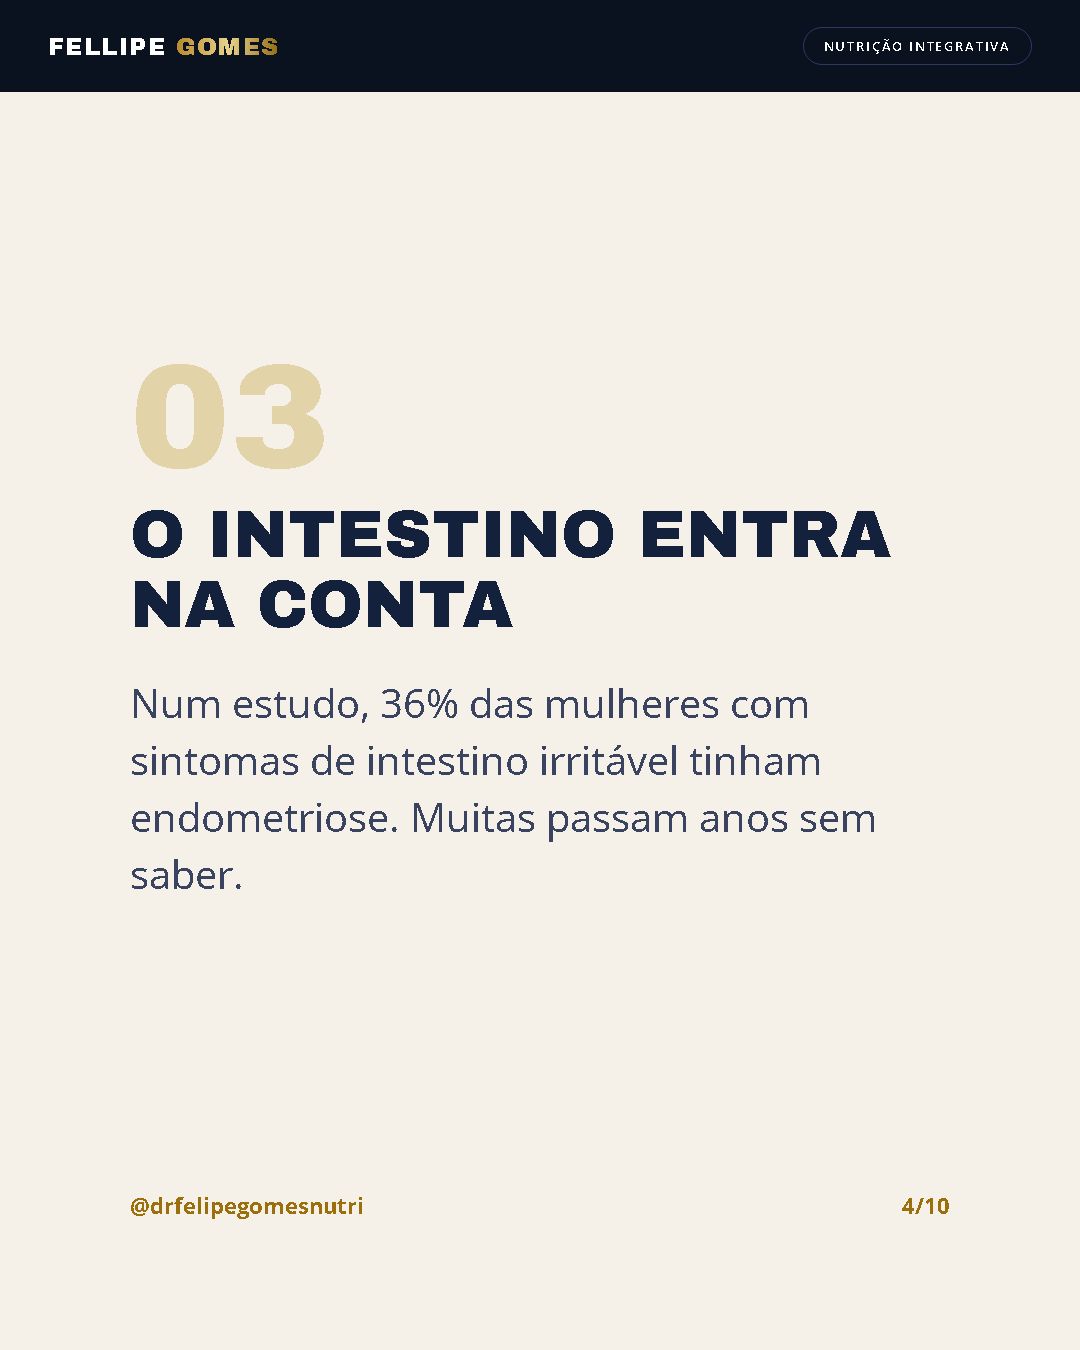 FELLIPE GOMES
NUTRIÇÃO INTEGRATIVA
03
O INTESTINO ENTRA
NA CONTA
Num estudo, 36% das mulheres com
sintomas de intestino irritável tinham
endometriose. Muitas passam anos sem
saber.
@drfelipegomesnutri
4/10